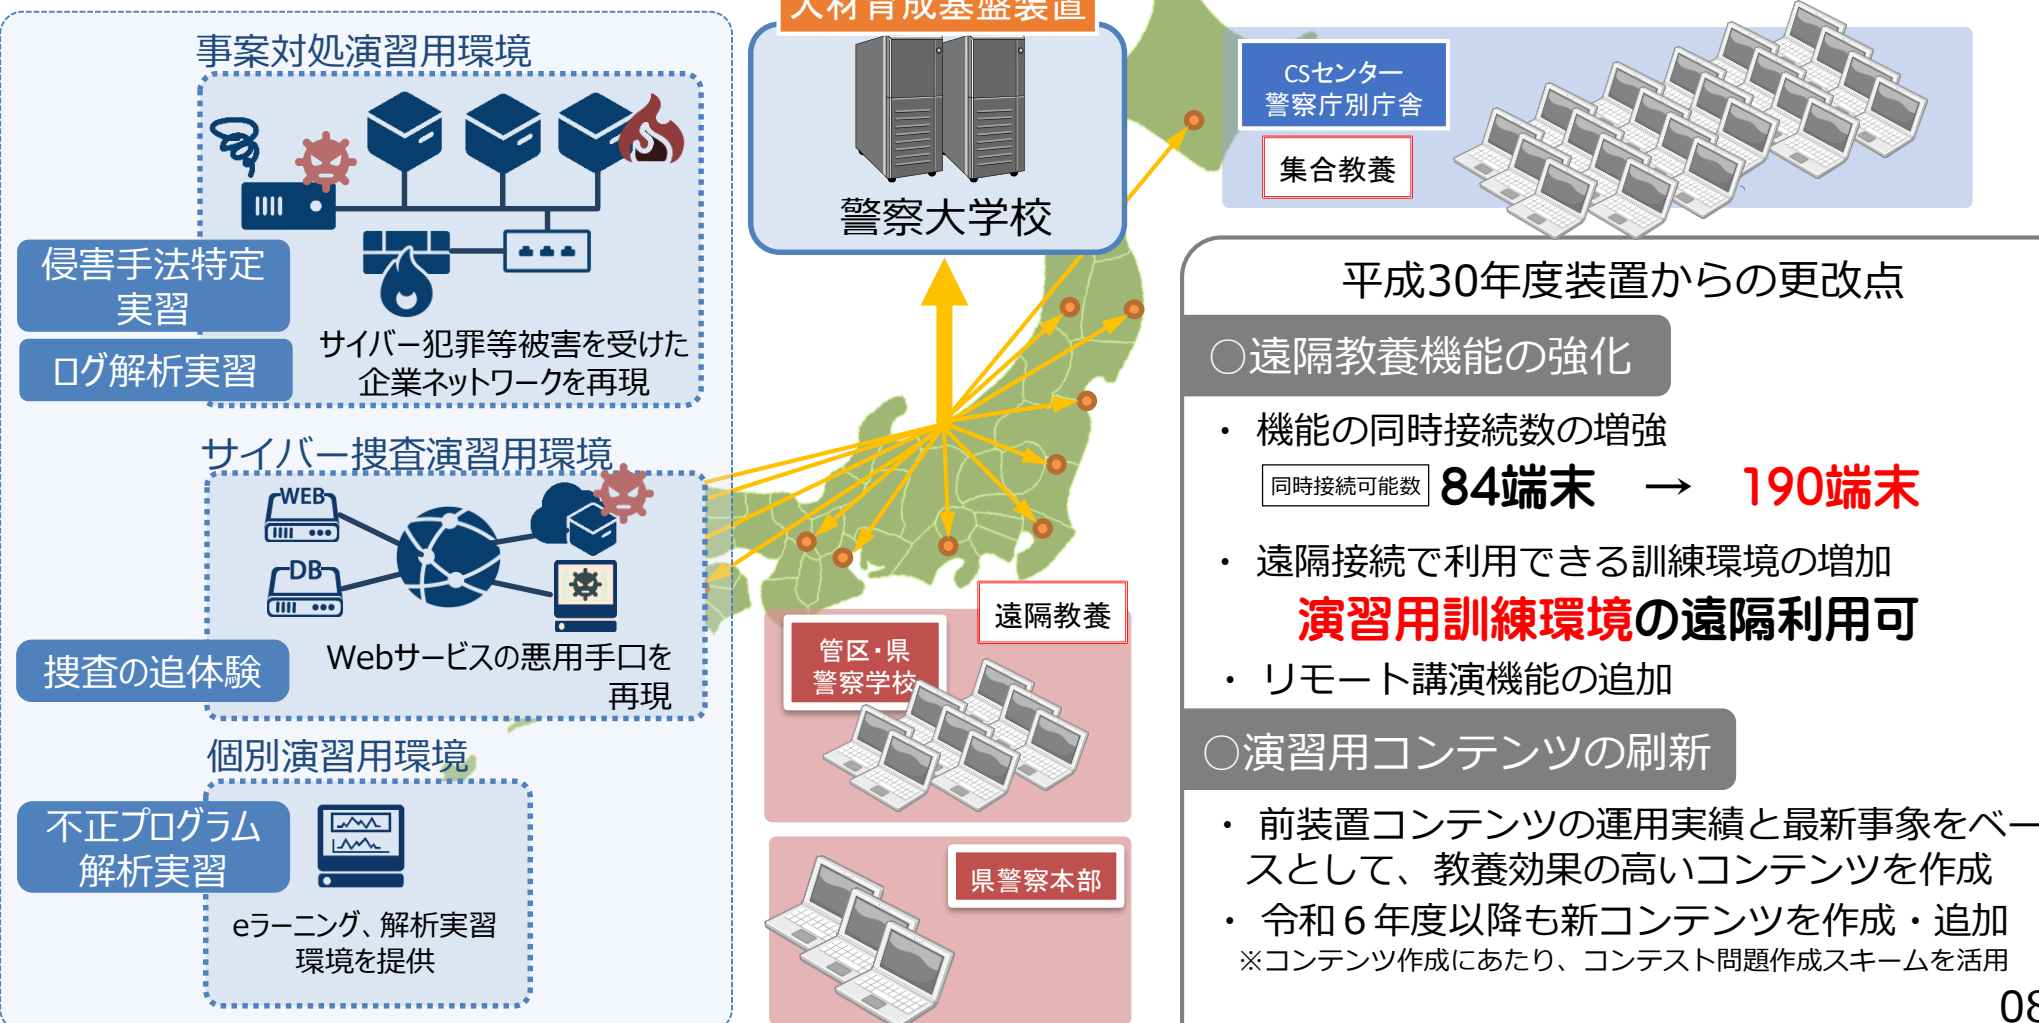 事案対処演習用環境
侵害手法特定
実習
ログ解析実習
サイバー犯罪等被害を受けた
企業ネットワークを再現
サイバー捜査演習用環境
WEB
DB
捜査の追体験
Webサービスの悪用手口を
再現
個別演習用環境
不正プログラム
解析実習
eラーニング、解析実習
環境を提供
人材育成基盤装置
警察大学校
CSセンター
警察庁別庁舎
集合教養
遠隔教養
管区・県
警察学校
県警察本部
平成30年度装置からの更改点
○遠隔教養機能の強化
・ 機能の同時接続数の増強
同時接続可能数 84端末 → 190端末
・ 遠隔接続で利用できる訓練環境の増加
演習用訓練環境の遠隔利用可
・ リモート講演機能の追加
○演習用コンテンツの刷新
・ 前装置コンテンツの運用実績と最新事象をベー
スとして、教養効果の高いコンテンツを作成
・ 令和６年度以降も新コンテンツを作成・追加
※コンテンツ作成にあたり、コンテスト問題作成スキームを活用
08